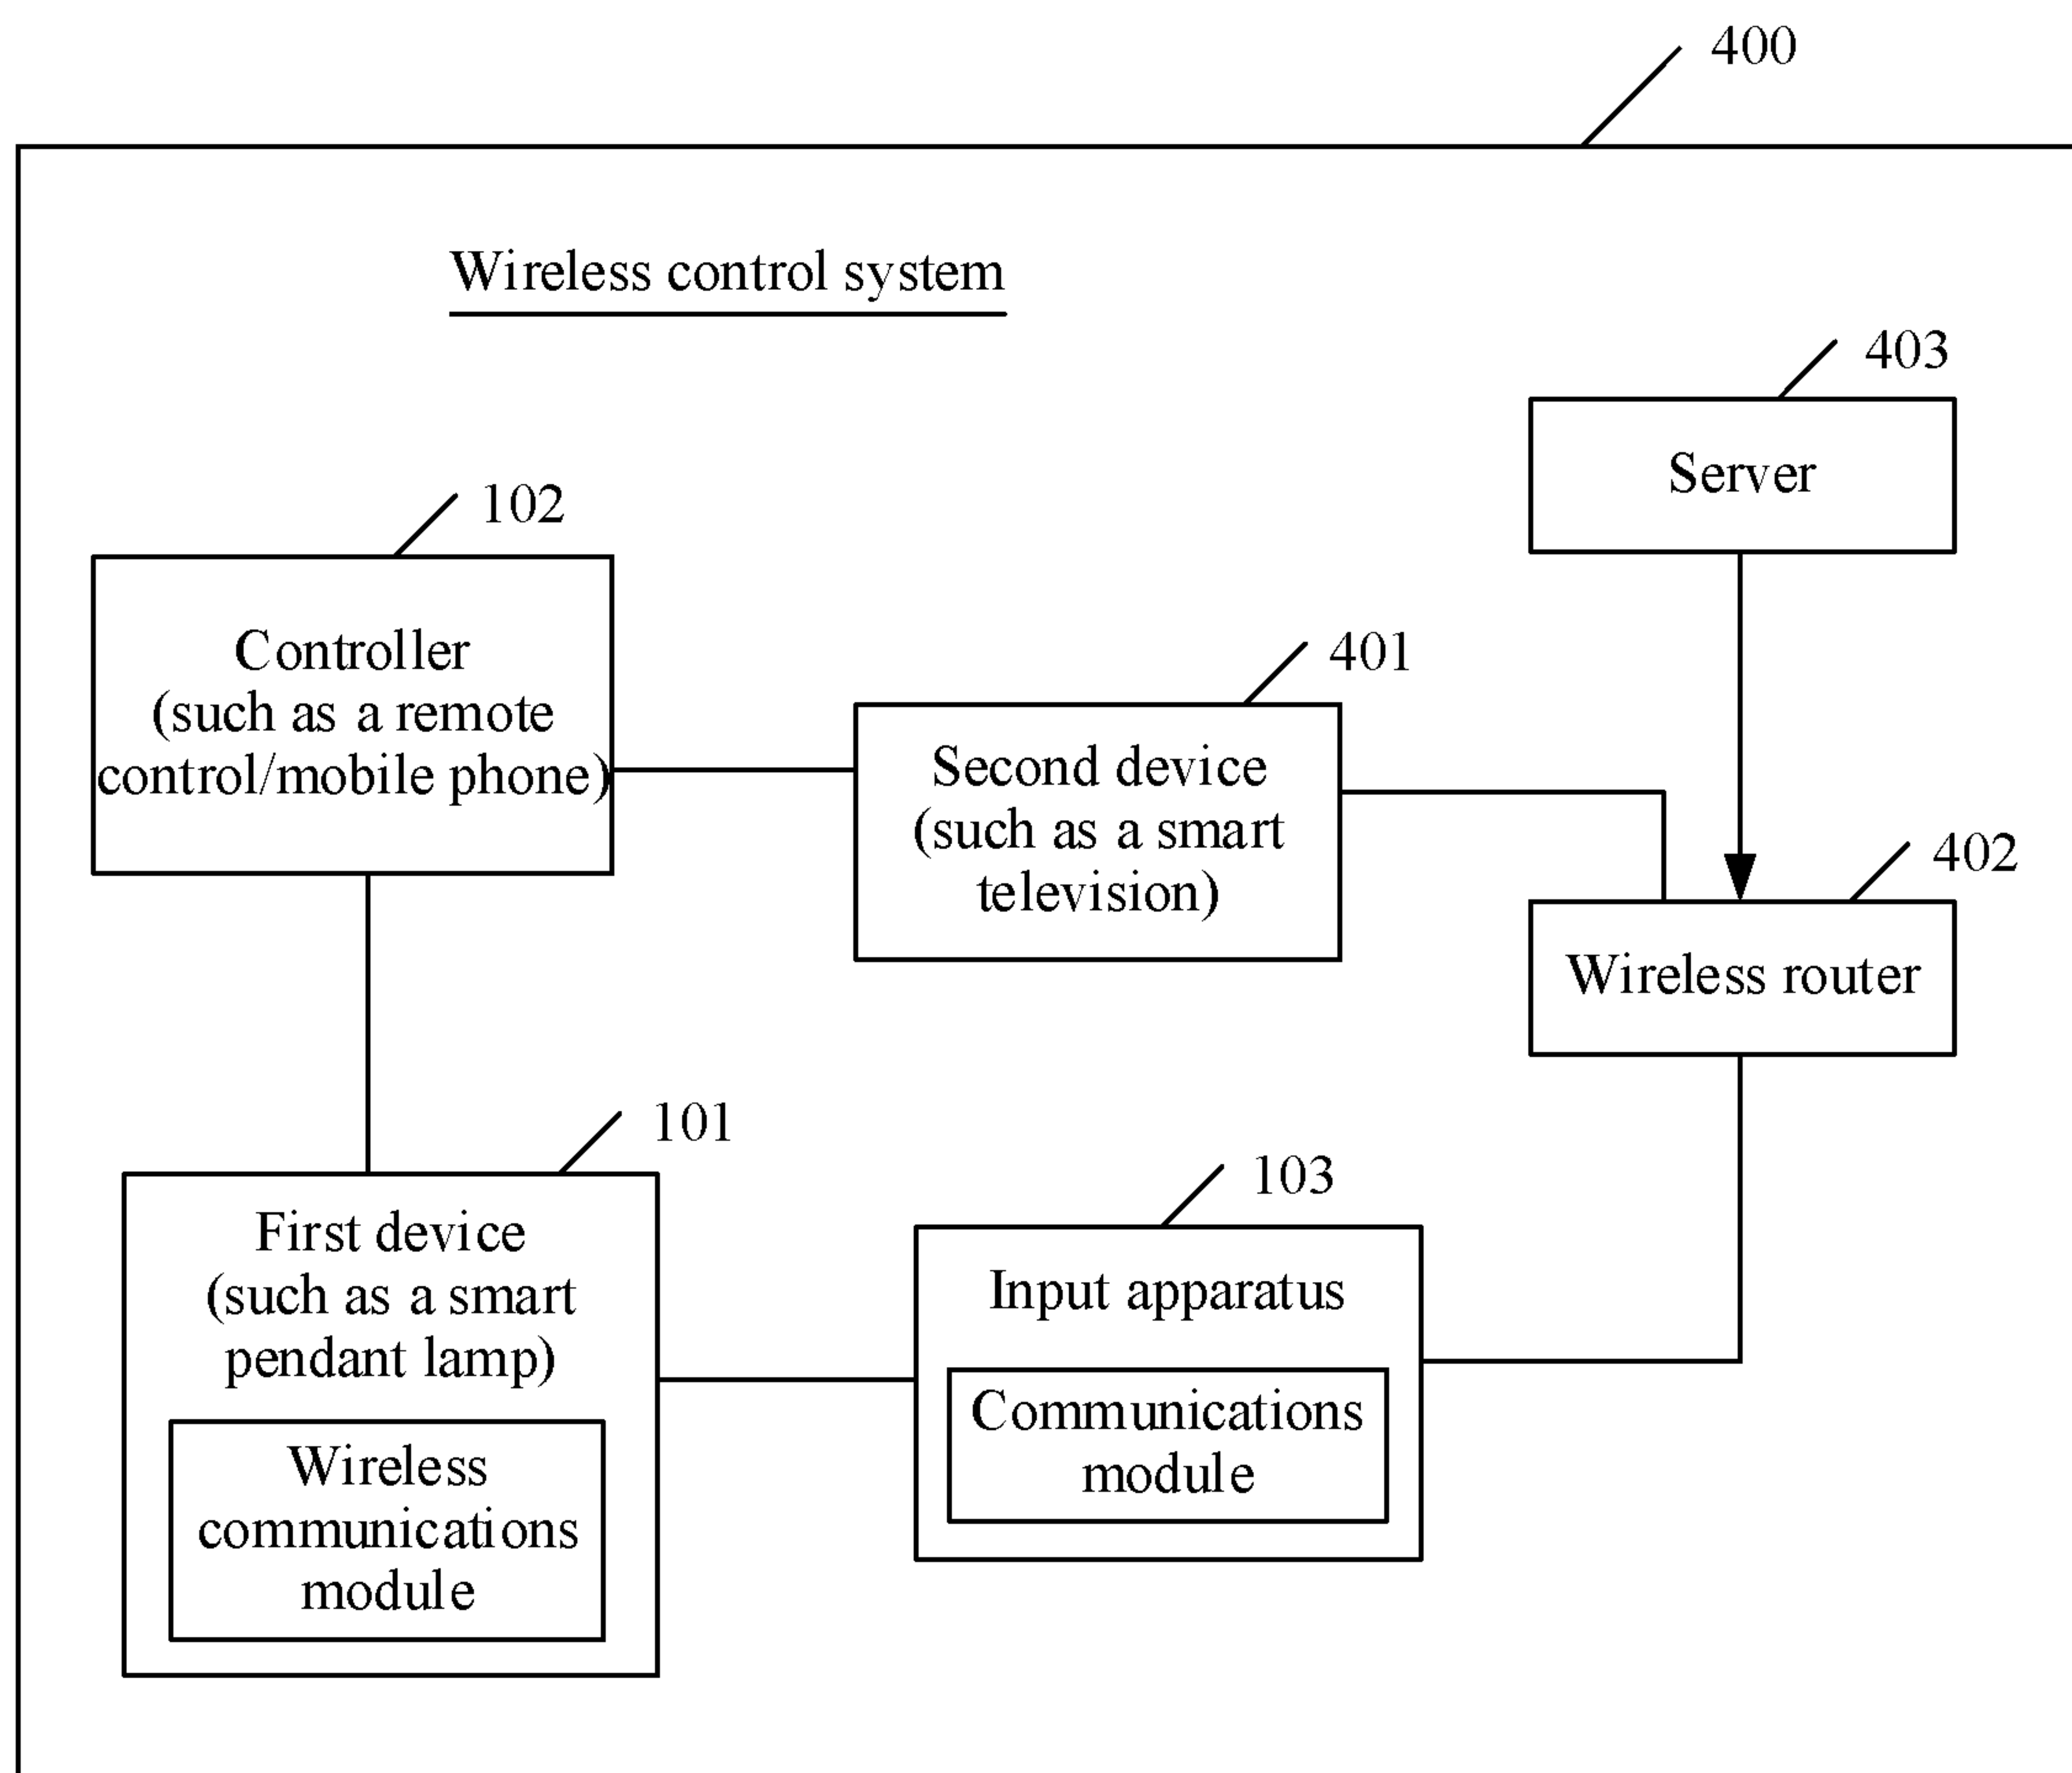 400
Wireless control system
403
Server
102
Controller
(such as a remote
control/mobile phone)
401
Second device
(such as a smart
television)
402
Wireless router
101
First device
(such as a smart
pendant lamp)
Wireless
communications
module
103
Input apparatus
Communications
module